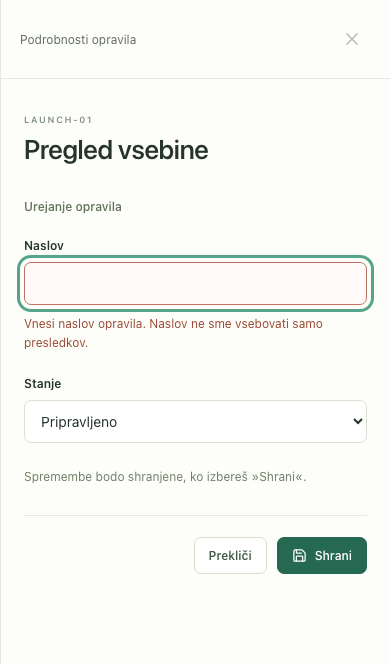 Podrobnosti opravila
LAUNCH-01
Pregled vsebine
Urejanje opravila
Naslov
Vnesi naslov opravila. Naslov ne sme vsebovati samo
presledkov.
Stanje
Pripravljeno
Spremembe bodo shranjene, ko izbereš »Shrani«.
Prekliči
Shrani